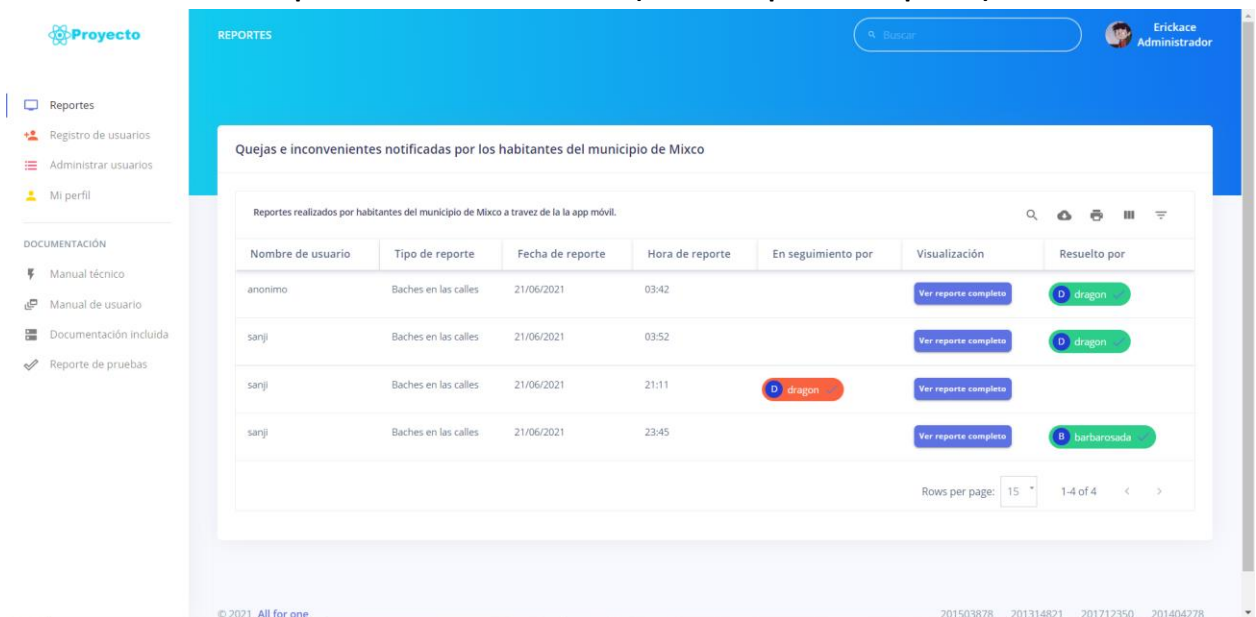 Proyecto
REPORTES
Buscar
Erickace
Administrador
Reportes
Registro de usuarios
Administrar usuarios
Mi perfil
DOCUMENTACIÓN
Manual técnico
Manual de usuario
Documentación incluida
Reporte de pruebas
Quejas e inconvenientes notificadas por los habitantes del municipio de Mixco
Reportes realizados por habitantes del municipio de Mixco a travez de la la app móvil.
Nombre de usuario Tipo de reporte Fecha de reporte Hora de reporte En seguimiento por Visualización Resuelto por
anonimo Baches en las calles 21/06/2021 03:42 Ver reporte completo D dragon
sanji Baches en las calles 21/06/2021 03:52 Ver reporte completo D dragon
sanji Baches en las calles 21/06/2021 21:11 D dragon Ver reporte completo
sanji Baches en las calles 21/06/2021 23:45 Ver reporte completo B barbarosada
Rows per page: 15 1-4 of 4
© 2021 All for one 201503878 201314821 201712350 201404278